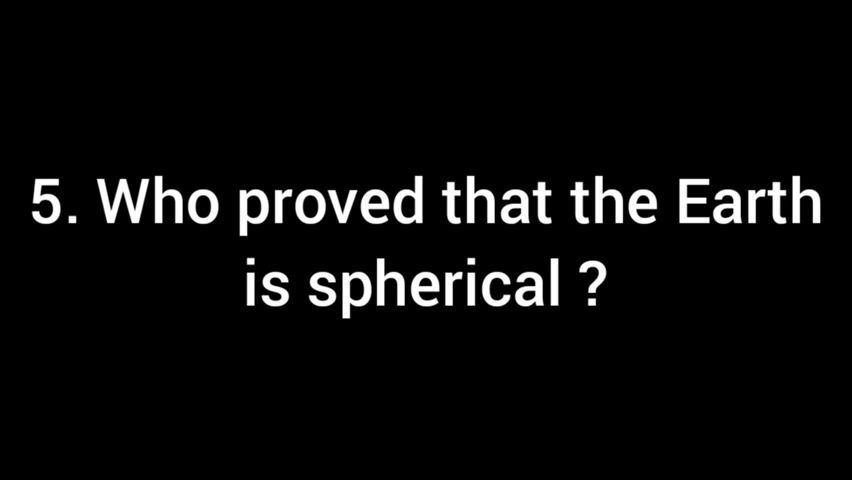 5. Who proved that the Earth
is spherical ?